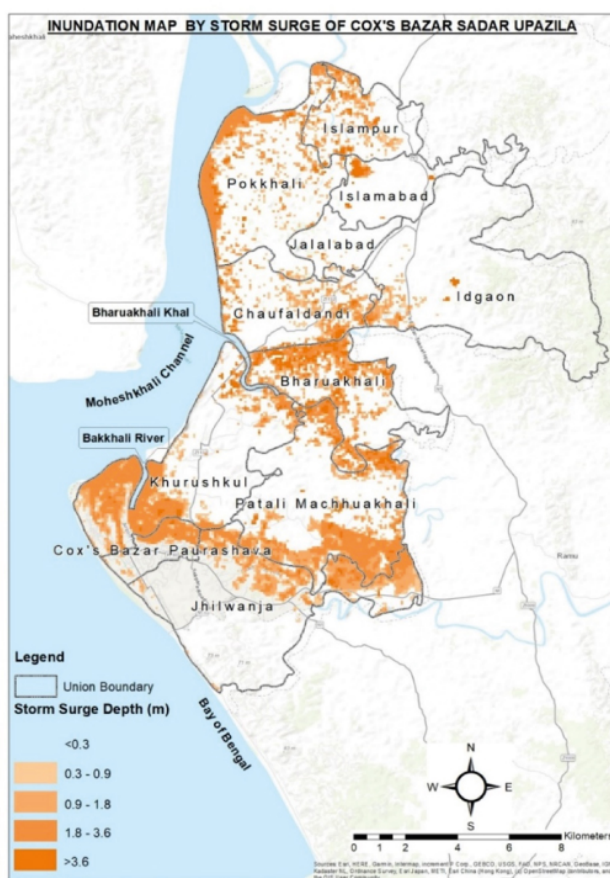 INUNDATION MAP BY STORM SURGE OF COX'S BAZAR SADAR UPAZILA
Islampur
Pokkhali
Islamabad
Jalalabad
Idgaon
Chaufaldandi
Bharuakhali Khal
Moheshkhali Channel
Bharuakhali
Bakkhali River
Khurushkul
Patali Machhuakhali
Cox's Bazar Paurashava
Ramu
Jhilwanja
Bay of Bengal
Legend
Union Boundary
Storm Surge Depth (m)
<0.3
0.3 - 0.9
0.9 - 1.8
1.8 - 3.6
>3.6
N
W E
S
Kilometers
0 1 2 4 6 8